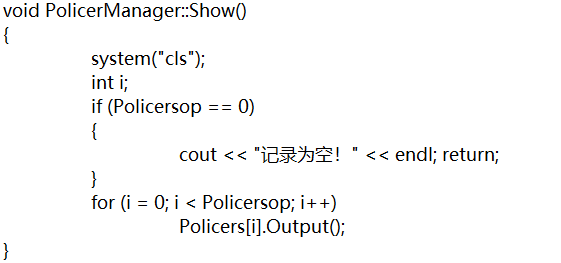 void PolicerManager::Show()
{
system("cls");
int i;
if (Policersop == 0)
{
cout << "记录为空！" << endl; return;
}
for (i = 0; i < Policersop; i++)
Policers[i].Output();
}